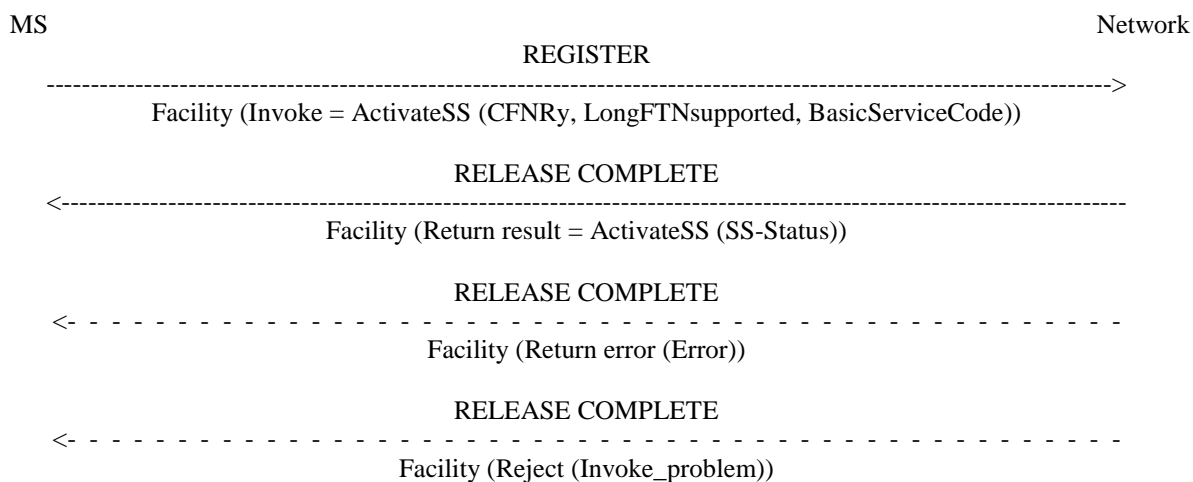 MS Network
REGISTER
Facility (Invoke = ActivateSS (CFNRy, LongFTNsupported, BasicServiceCode))
RELEASE COMPLETE
Facility (Return result = ActivateSS (SS-Status))
RELEASE COMPLETE
Facility (Return error (Error))
RELEASE COMPLETE
Facility (Reject (Invoke_problem))